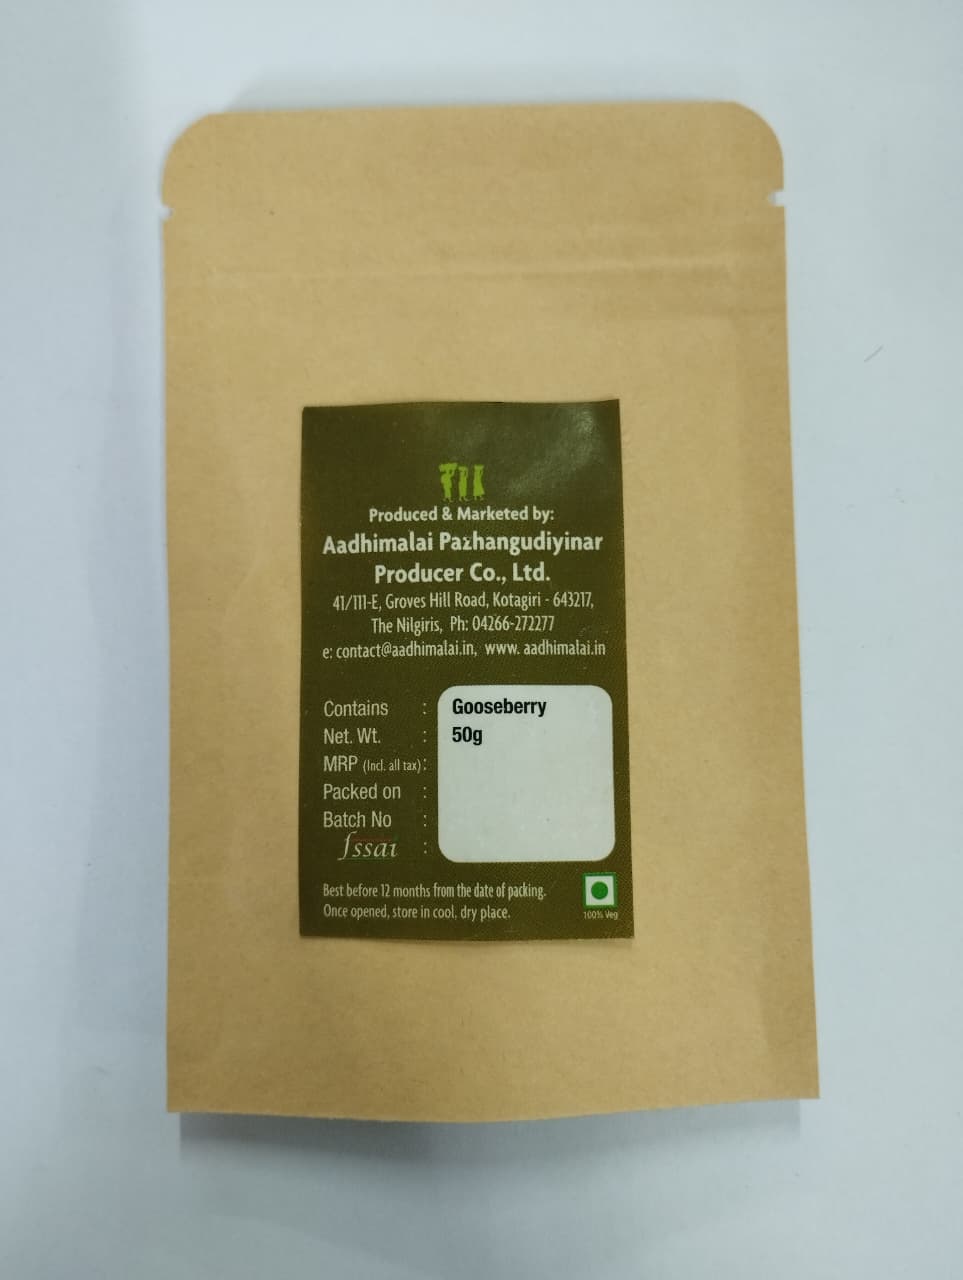 Produced & Marketed by:
Aadhimalai Pazhangudiyinar
Producer Co., Ltd.
41/111-E, Groves Hill Road, Kotagiri - 643217,
The Nilgiris, Ph: 04266-272277
e: contact@aadhimalai.in, www. aadhimalai.in
Contains : Gooseberry
Net. Wt. : 50g
MRP (Incl. all tax) :
Packed on :
Batch No :
fssai :
Best before 12 months from the date of packing.
Once opened, store in cool, dry place.
100% Veg